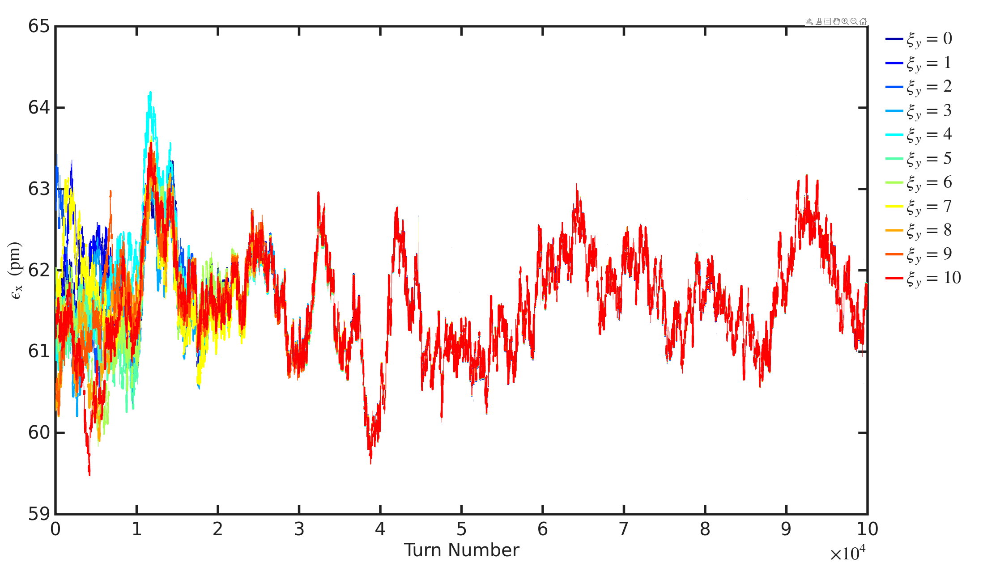 65
64
63
62
61
60
59
ϵx (pm)
0 1 2 3 4 5 6 7 8 9 10
Turn Number
×10⁴
ξy = 0
ξy = 1
ξy = 2
ξy = 3
ξy = 4
ξy = 5
ξy = 6
ξy = 7
ξy = 8
ξy = 9
ξy = 10